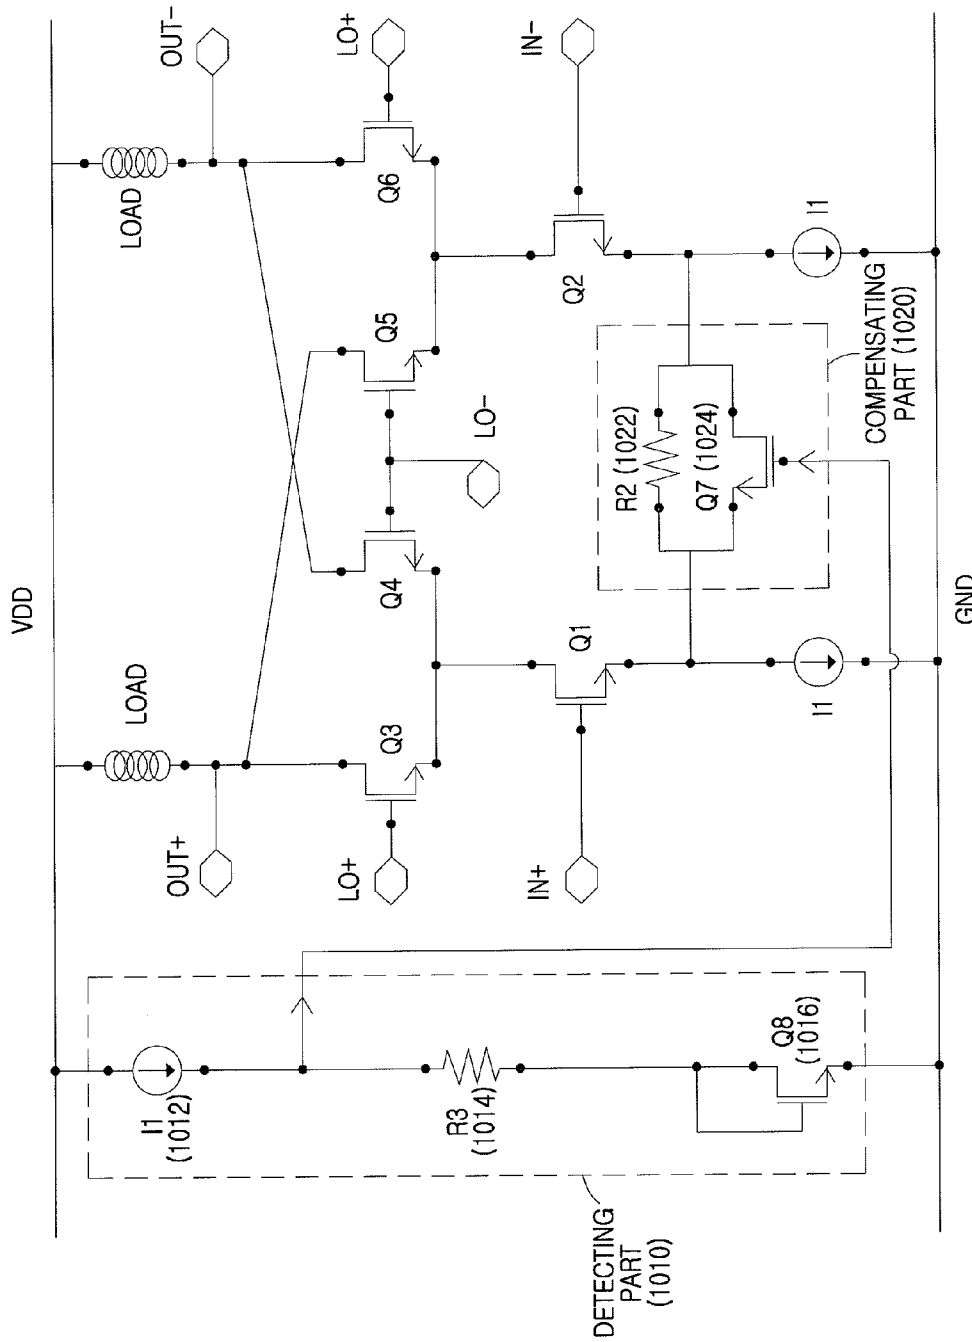 VDD
LOAD
LOAD
OUT+
OUT-
LO+
Q3
Q4
Q5
Q6
LO+
LO-
IN+
Q1
Q2
IN-
R2 (1022)
Q7 (1024)
COMPENSATING
PART (1020)
I1
I1
GND
I1
(1012)
R3
(1014)
Q8
(1016)
DETECTING
PART
(1010)